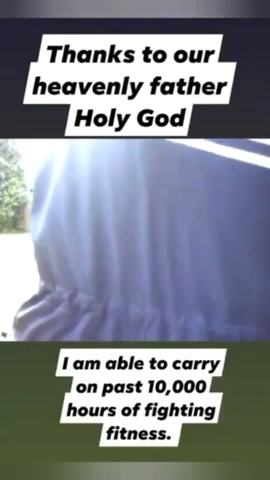 Thanks to our
heavenly father
Holy God
I am able to carry
on past 10,000
hours of fighting
fitness.